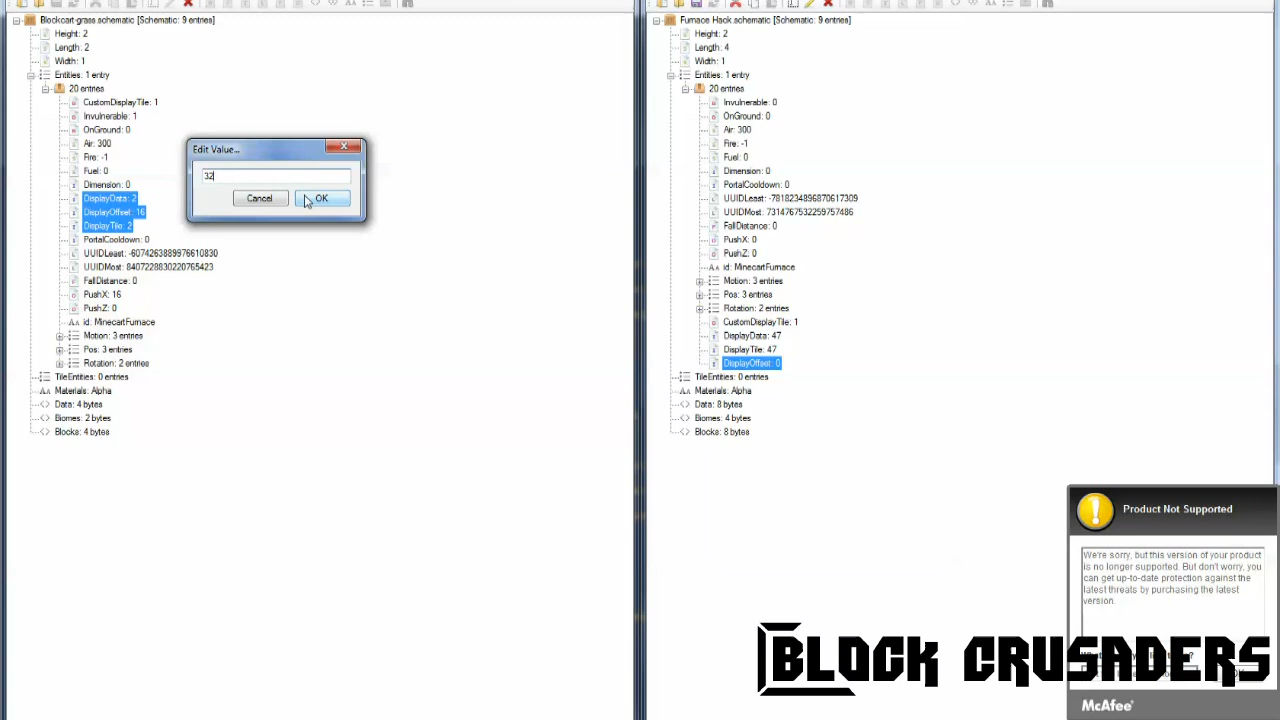 Blockcart-grass.schematic [Schematic: 9 entries]
Height: 2
Length: 2
Width: 1
Entities: 1 entry
20 entries
CustomDisplayTile: 1
Invulnerable: 1
OnGround: 0
Air: 300
Fire: -1
Fuel: 0
Dimension: 0
DisplayData: 2
DisplayOffset: 16
DisplayTile: 2
PortalCooldown: 0
UUIDLeast: -6074263889976610830
UUIDMost: 8407228830220765423
FallDistance: 0
PushX: 16
PushZ: 0
id: MinecartFurnace
Motion: 3 entries
Pos: 3 entries
Rotation: 2 entries
TileEntities: 0 entries
Materials: Alpha
Data: 4 bytes
Biomes: 2 bytes
Blocks: 4 bytes
Edit Value...
32
Cancel
OK
Furnace Hack.schematic [Schematic: 9 entries]
Height: 2
Length: 4
Width: 1
Entities: 1 entry
20 entries
Invulnerable: 0
OnGround: 0
Air: 300
Fire: -1
Fuel: 0
Dimension: 0
PortalCooldown: 0
UUIDLeast: -7818234896870617309
UUIDMost: 7314767532259757486
FallDistance: 0
PushX: 0
PushZ: 0
id: MinecartFurnace
Motion: 3 entries
Pos: 3 entries
Rotation: 2 entries
CustomDisplayTile: 1
DisplayData: 47
DisplayTile: 47
DisplayOffset: 0
TileEntities: 0 entries
Materials: Alpha
Data: 8 bytes
Biomes: 4 bytes
Blocks: 8 bytes
Product Not Supported
We're sorry, but this version of your product
is no longer supported. But don't worry, you
can get up-to-date protection against the
latest threats by purchasing the latest
version.
BLOCK CRUSADERS
McAfee